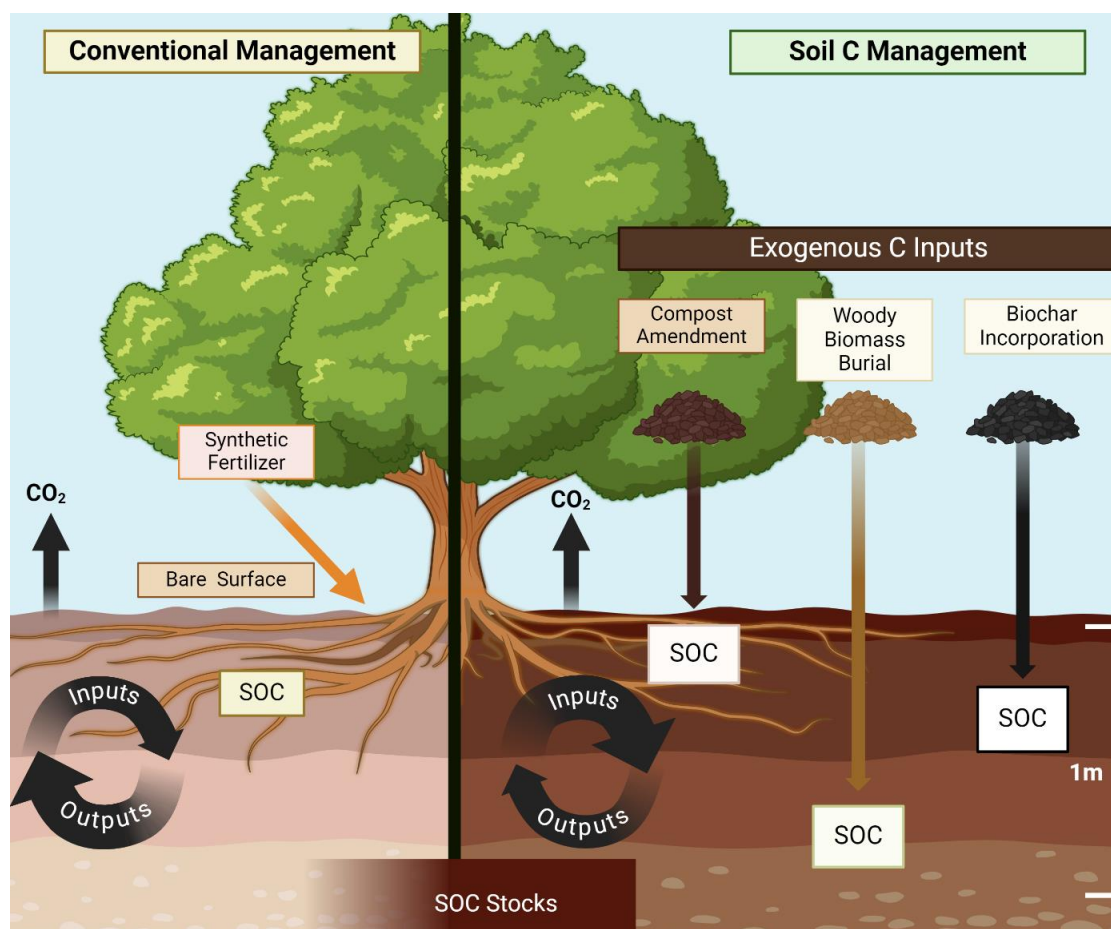 Conventional Management
Soil C Management
Exogenous C Inputs
Compost
Amendment
Woody
Biomass
Burial
Biochar
Incorporation
Synthetic
Fertilizer
CO₂
CO₂
Bare Surface
SOC
SOC
SOC
SOC
Inputs
Outputs
Inputs
Outputs
1m
SOC Stocks